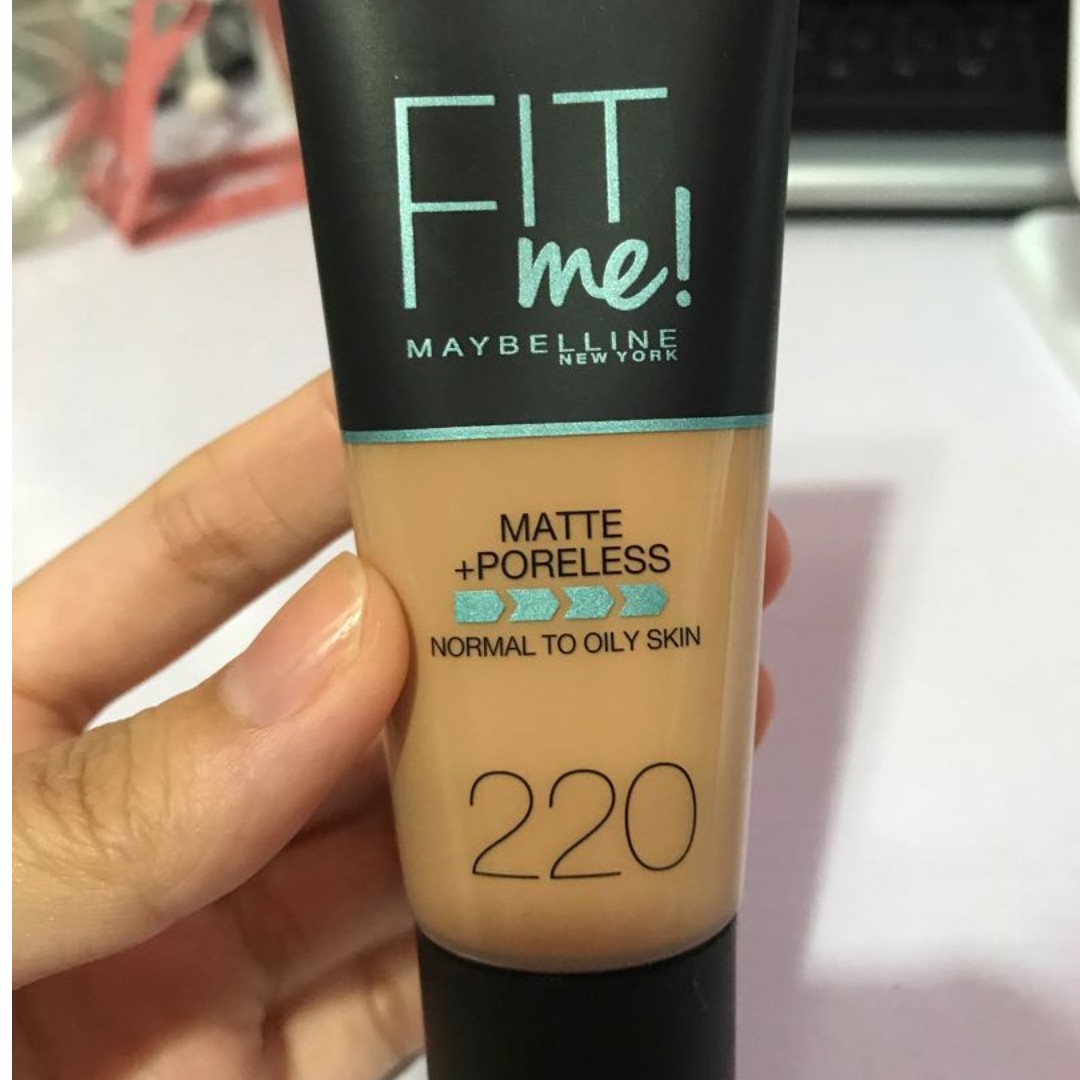 FIT
me!
MAYBELLINE
NEW YORK
MATTE
+PORELESS
NORMAL TO OILY SKIN
220